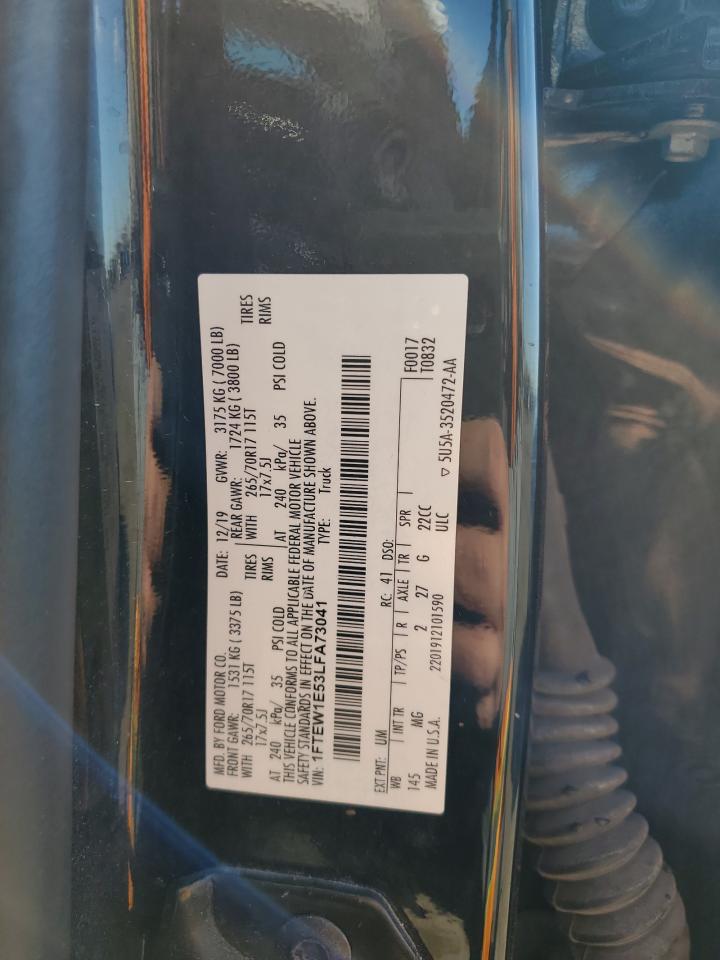 MFD. BY FORD MOTOR CO. DATE: 12/19 GVWR: 3175 KG ( 7000 LB)
FRONT GAWR: 1531 KG ( 3375 LB) REAR GAWR: 1724 KG ( 3800 LB)
WITH 265/70R17 115T TIRES WITH 265/70R17 115T TIRES
17x7.5J RIMS 17x7.5J RIMS
AT 240 kPa/ 35 PSI COLD AT 240 kPa/ 35 PSI COLD
THIS VEHICLE CONFORMS TO ALL APPLICABLE FEDERAL MOTOR VEHICLE
SAFETY STANDARDS IN EFFECT ON THE DATE OF MANUFACTURE SHOWN ABOVE.
VIN: 1FTEW1E53LFA73041 TYPE: Truck
EXT PNT: UM RC: 41 DSO: F0017
WB INT TR TP/PS R AXLE TR SPR T0832
145 MG 2 27 G 22CC
ULC
MADE IN U.S.A. 2201912101590 ▽ 5U5A-3520472-AA